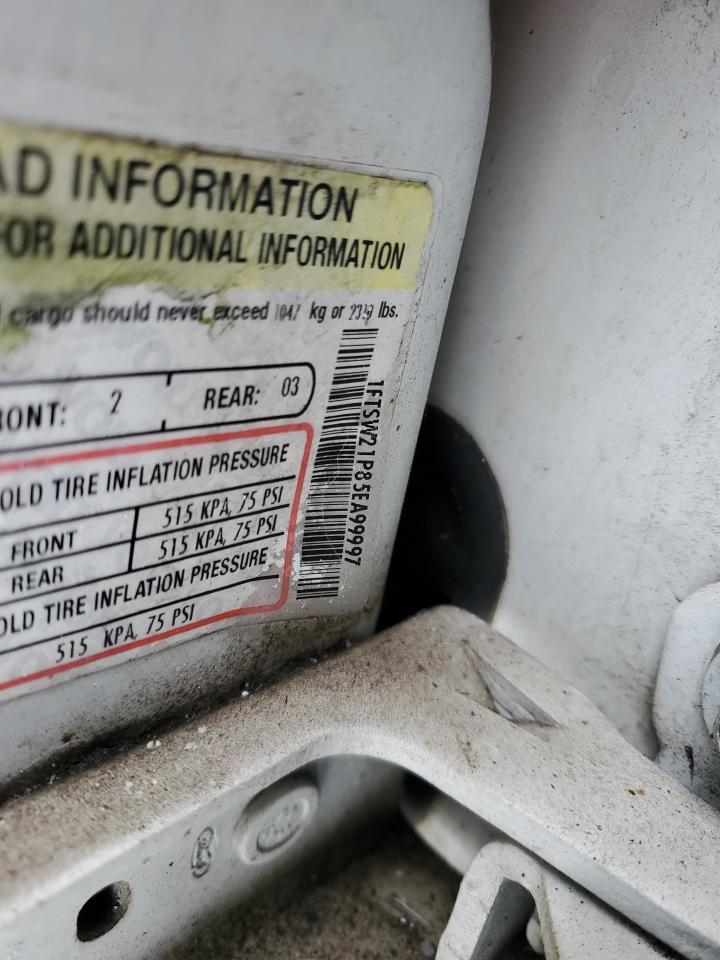 AD INFORMATION
FOR ADDITIONAL INFORMATION
cargo should never exceed 1047 kg or lbs.
RONT: 2 REAR: 03
OLD TIRE INFLATION PRESSURE
FRONT 515 KPA, 75 PSI
REAR 515 KPA, 75 PSI
OLD TIRE INFLATION PRESSURE
515 KPA, 75 PSI
1FTSW21P85EA99997